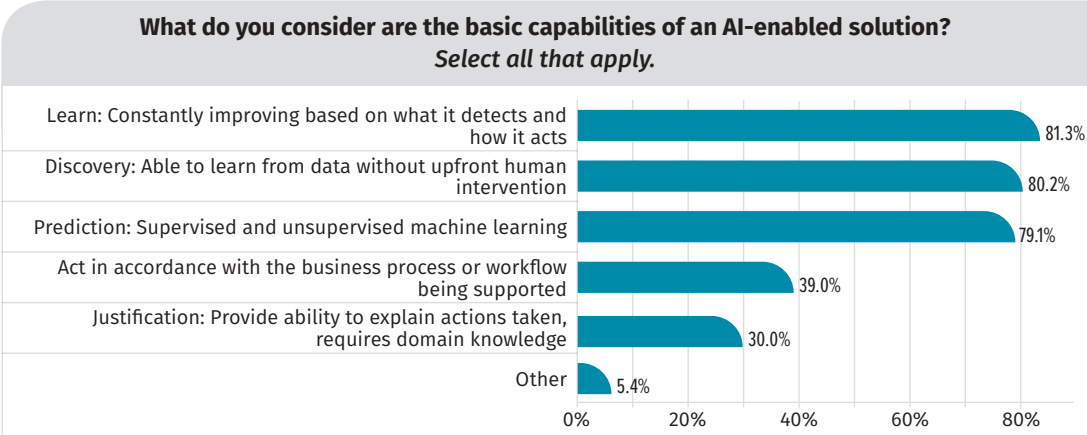 What do you consider are the basic capabilities of an AI-enabled solution?
Select all that apply.
Learn: Constantly improving based on what it detects and
how it acts
81.3%
Discovery: Able to learn from data without upfront human
intervention
80.2%
Prediction: Supervised and unsupervised machine learning
79.1%
Act in accordance with the business process or workflow
being supported
39.0%
Justification: Provide ability to explain actions taken,
requires domain knowledge
30.0%
Other
5.4%
0% 20% 40% 60% 80%